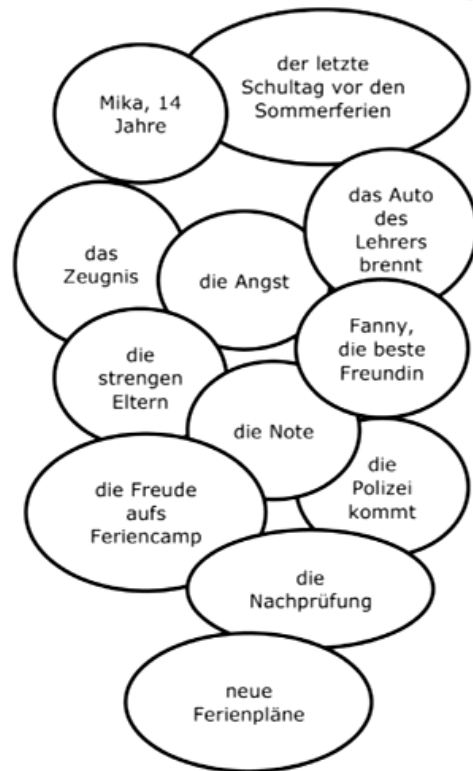 Mika, 14
Jahre
der letzte
Schultag vor den
Sommerferien
das
Zeugnis
die Angst
das Auto
des
Lehrers
brennt
die
strengen
Eltern
Fanny,
die beste
Freundin
die Note
die Freude
aufs
Feriencamp
die
Polizei
kommt
die
Nachprüfung
neue
Ferienpläne